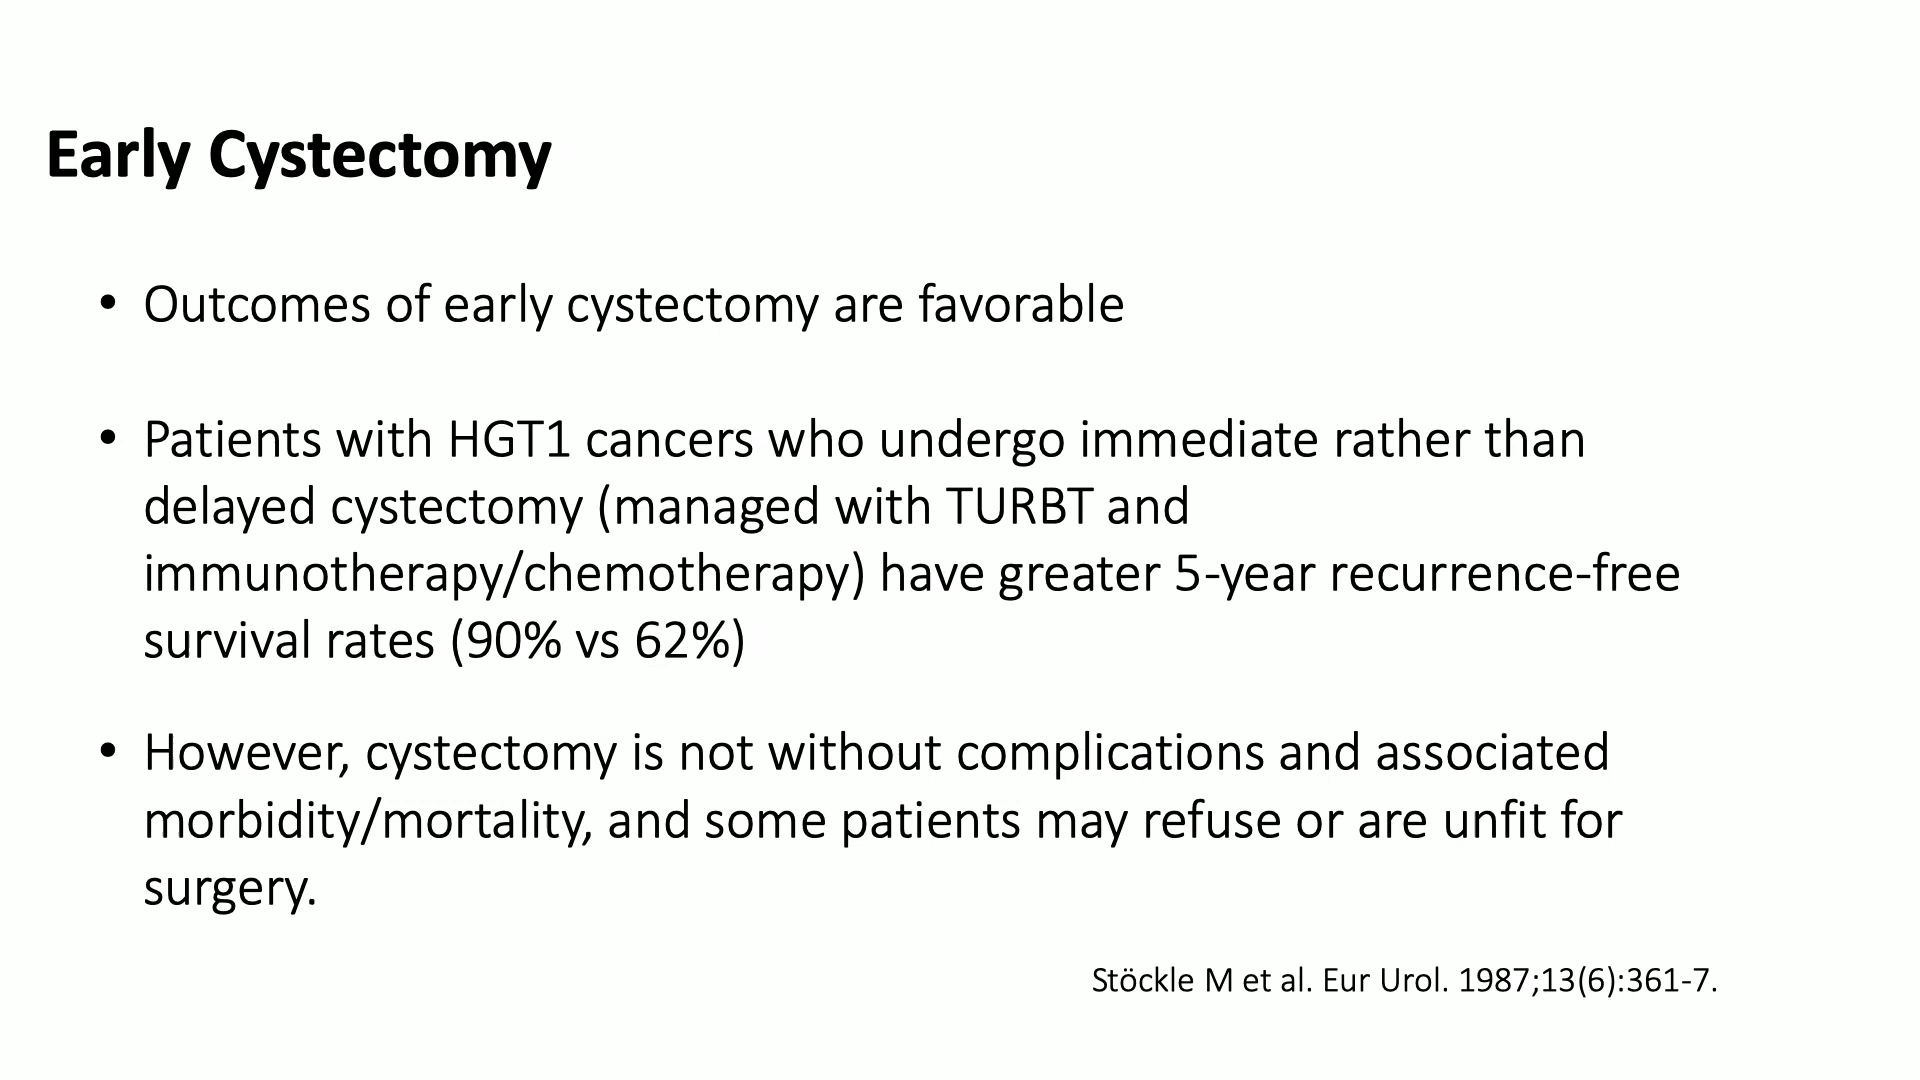 Early Cystectomy
• Outcomes of early cystectomy are favorable
• Patients with HGT1 cancers who undergo immediate rather than
delayed cystectomy (managed with TURBT and
immunotherapy/chemotherapy) have greater 5-year recurrence-free
survival rates (90% vs 62%)
• However, cystectomy is not without complications and associated
morbidity/mortality, and some patients may refuse or are unfit for
surgery.
Stöckle M et al. Eur Urol. 1987;13(6):361-7.